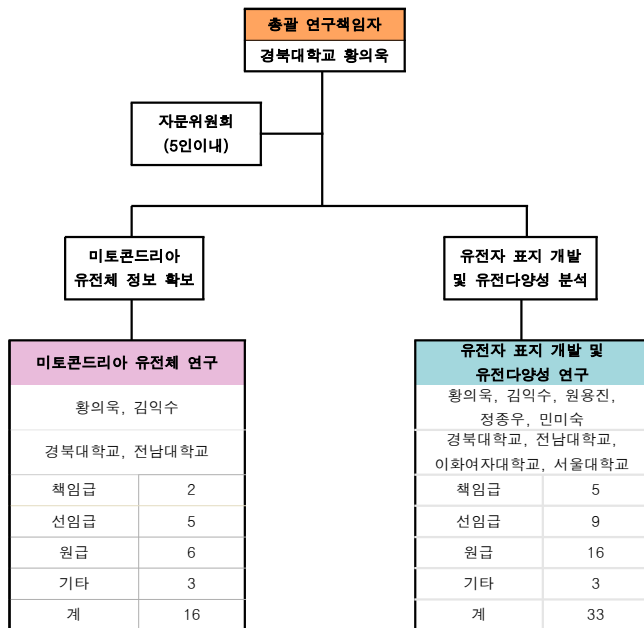 총괄 연구책임자
경북대학교 황의욱
자문위원회
(5인이내)
미토콘드리아
유전체 정보 확보
유전자 표지 개발
및 유전다양성 분석
미토콘드리아 유전체 연구
황의욱, 김익수
경북대학교, 전남대학교
책임급 2
선임급 5
원급 6
기타 3
계 16
유전자 표지 개발 및
유전다양성 연구
황의욱, 김익수, 원용진,
정종우, 민미숙
경북대학교, 전남대학교,
이화여자대학교, 서울대학교
책임급 5
선임급 9
원급 16
기타 3
계 33